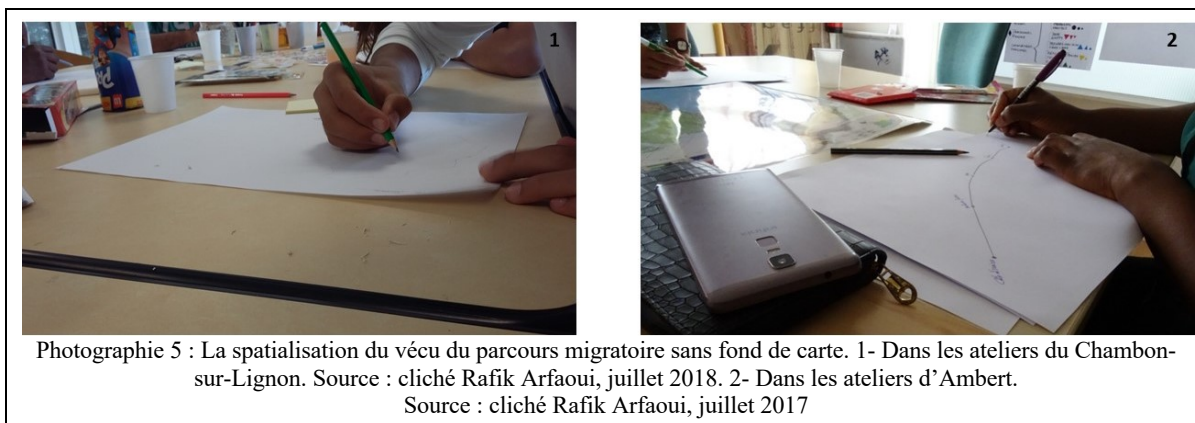 1
2
Photographie 5 : La spatialisation du vécu du parcours migratoire sans fond de carte. 1- Dans les ateliers du Chambon-
sur-Lignon. Source : cliché Rafik Arfaoui, juillet 2018. 2- Dans les ateliers d’Ambert.
Source : cliché Rafik Arfaoui, juillet 2017